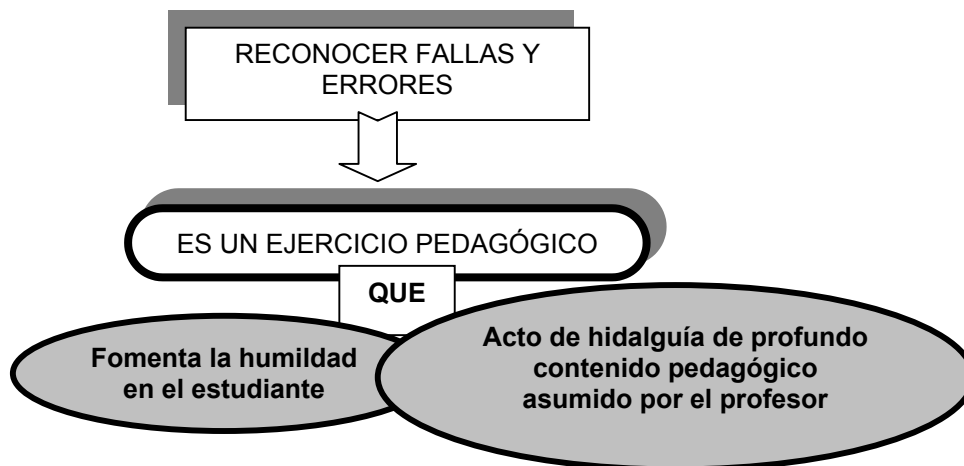 RECONOCER FALLAS Y
ERRORES
ES UN EJERCICIO PEDAGÓGICO
QUE
Fomenta la humildad
en el estudiante
Acto de hidalguía de profundo
contenido pedagógico
asumido por el profesor